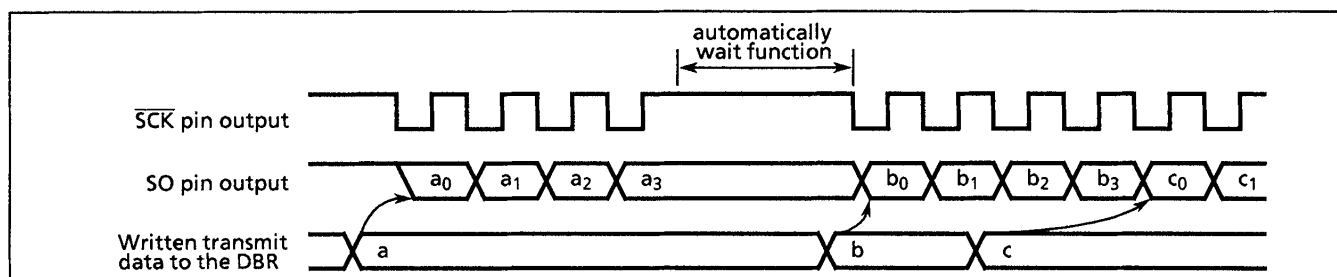 automatically
wait function
SCK pin output
SO pin output
a0 a1 a2 a3 b0 b1 b2 b3 c0 c1
Written transmit
data to the DBR
a b c